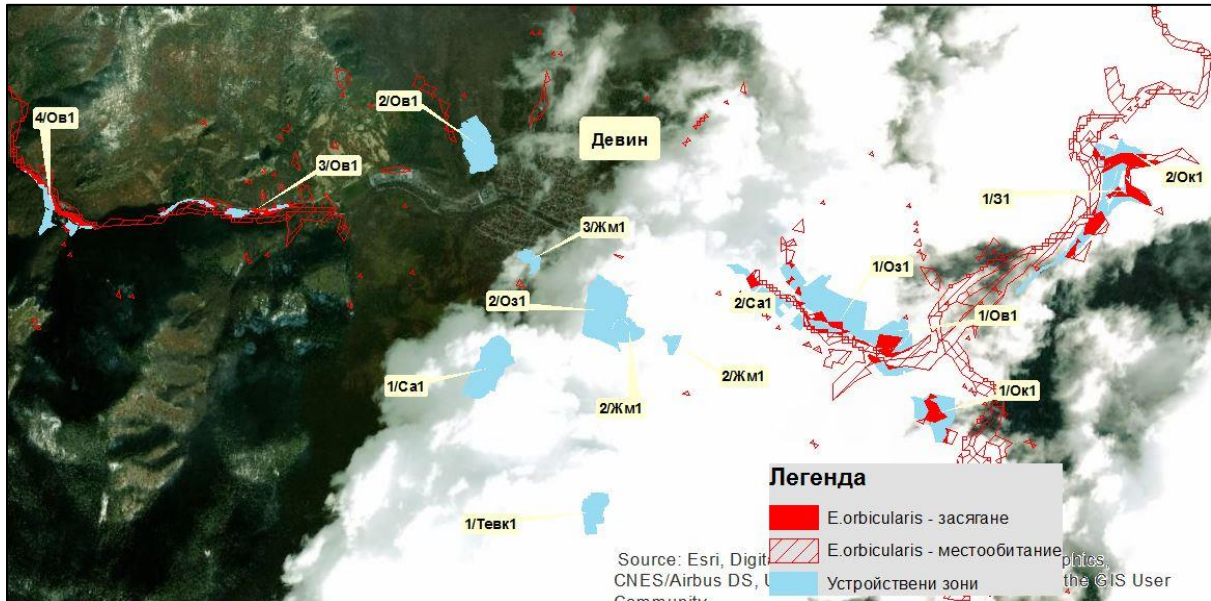 4/Ов1
2/Ов1
Девин
3/Ов1
2/Ок1
1/З1
3/Жм1
1/Оз1
2/Оз1
2/Са1
1/Ов1
1/Са1
2/Жм1
1/Ок1
2/Жм1
1/Тевк1
Легенда
E.orbicularis - засягане
E.orbicularis - местообитание
Устройствени зони
Source: Esri,
CNES/Airbus DS, the GIS User
Community